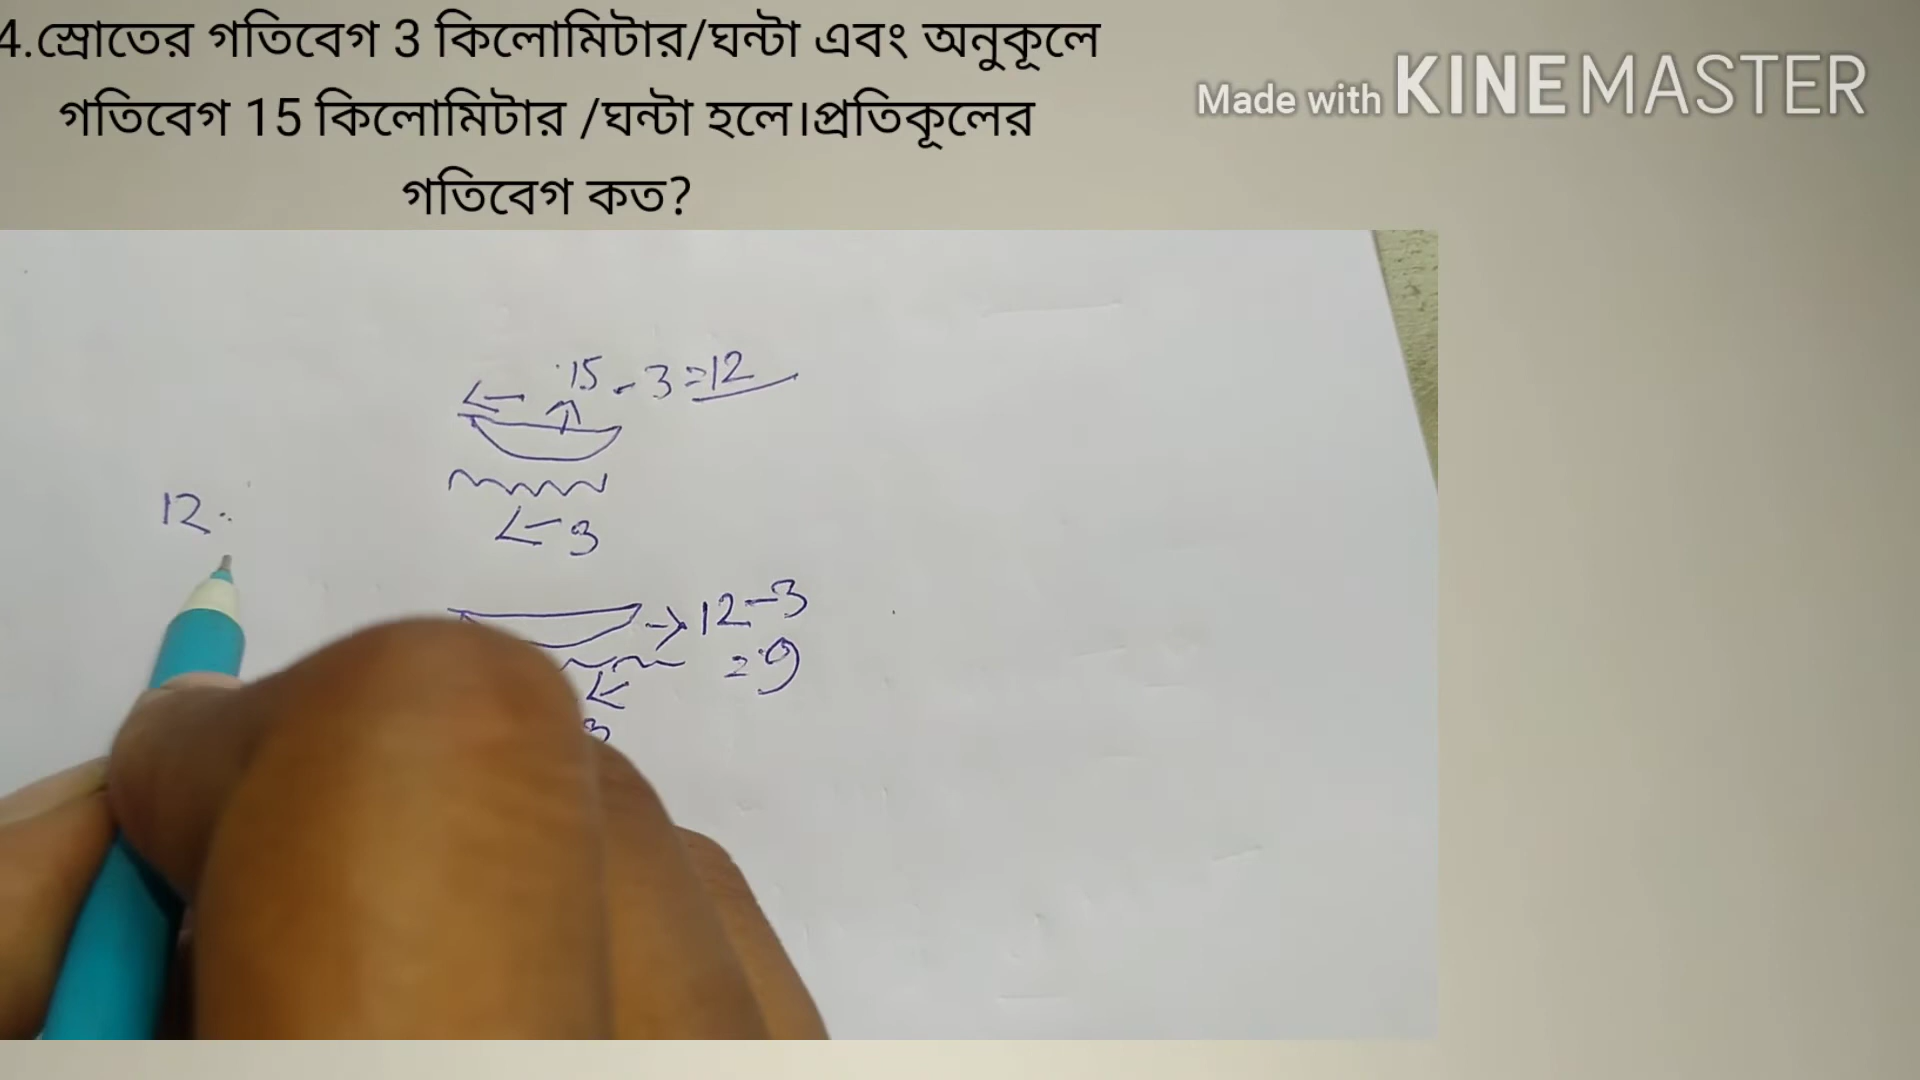 4.স্রোতের গতিবেগ 3 কিলোমিটার/ঘন্টা এবং অনুকূলে
গতিবেগ 15 কিলোমিটার /ঘন্টা হলে।প্রতিকূলের
গতিবেগ কত?
Made with KINEMASTER
15 - 3 = 12
← 3
12
→ 12-3
= 9
←
3